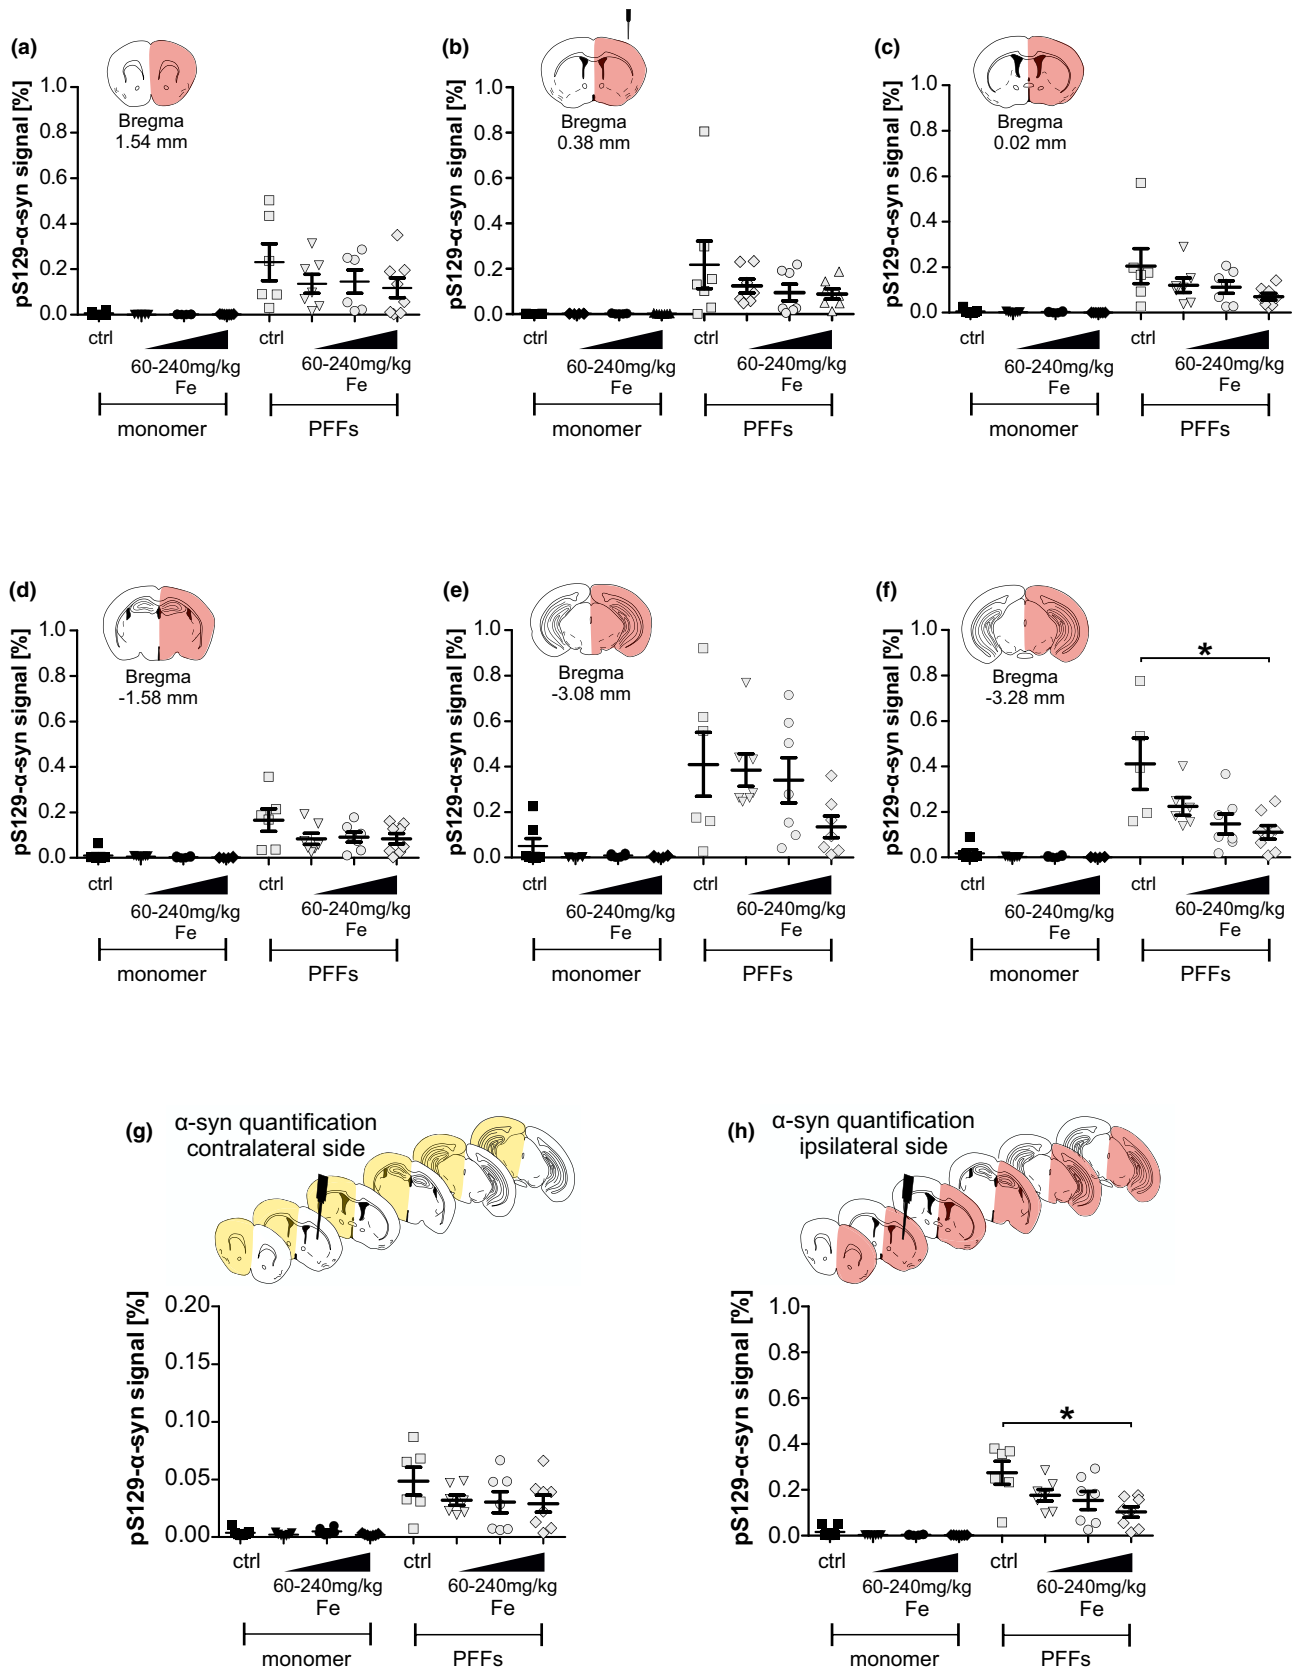 (a)
Bregma
1.54 mm
pS129-α-syn signal [%]
1.0
0.8
0.6
0.4
0.2
0.0
ctrl
60-240mg/kg
Fe
monomer
ctrl
60-240mg/kg
Fe
PFFs
(b)
Bregma
0.38 mm
pS129-α-syn signal [%]
1.0
0.8
0.6
0.4
0.2
0.0
ctrl
60-240mg/kg
Fe
monomer
ctrl
60-240mg/kg
Fe
PFFs
(c)
Bregma
0.02 mm
pS129-α-syn signal [%]
1.0
0.8
0.6
0.4
0.2
0.0
ctrl
60-240mg/kg
Fe
monomer
ctrl
60-240mg/kg
Fe
PFFs
(d)
Bregma
-1.58 mm
pS129-α-syn signal [%]
1.0
0.8
0.6
0.4
0.2
0.0
ctrl
60-240mg/kg
Fe
monomer
ctrl
60-240mg/kg
Fe
PFFs
(e)
Bregma
-3.08 mm
pS129-α-syn signal [%]
1.0
0.8
0.6
0.4
0.2
0.0
ctrl
60-240mg/kg
Fe
monomer
ctrl
60-240mg/kg
Fe
PFFs
(f)
Bregma
-3.28 mm
pS129-α-syn signal [%]
1.0
0.8
0.6
0.4
0.2
0.0
*
ctrl
60-240mg/kg
Fe
monomer
ctrl
60-240mg/kg
Fe
PFFs
(g)
α-syn quantification
contralateral side
pS129-α-syn signal [%]
0.20
0.15
0.10
0.05
0.00
ctrl
60-240mg/kg
Fe
monomer
ctrl
60-240mg/kg
Fe
PFFs
(h)
α-syn quantification
ipsilateral side
pS129-α-syn signal [%]
1.0
0.8
0.6
0.4
0.2
0.0
*
ctrl
60-240mg/kg
Fe
monomer
ctrl
60-240mg/kg
Fe
PFFs